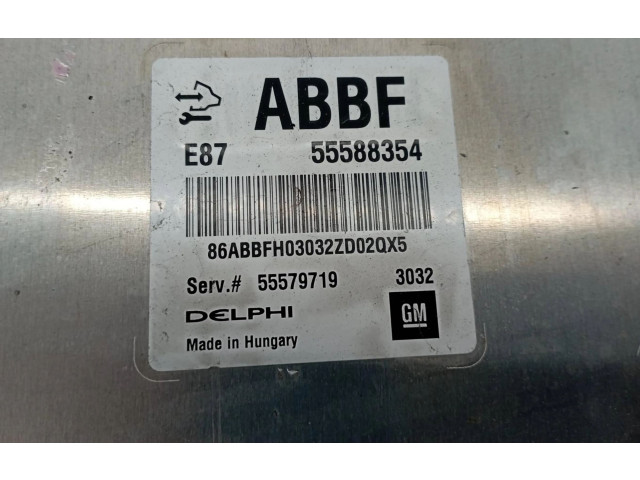 ABBF
E87 55588354
86ABBFH03032ZD02QX5
Serv.# 55579719 3032
DELPHI GM
Made in Hungary